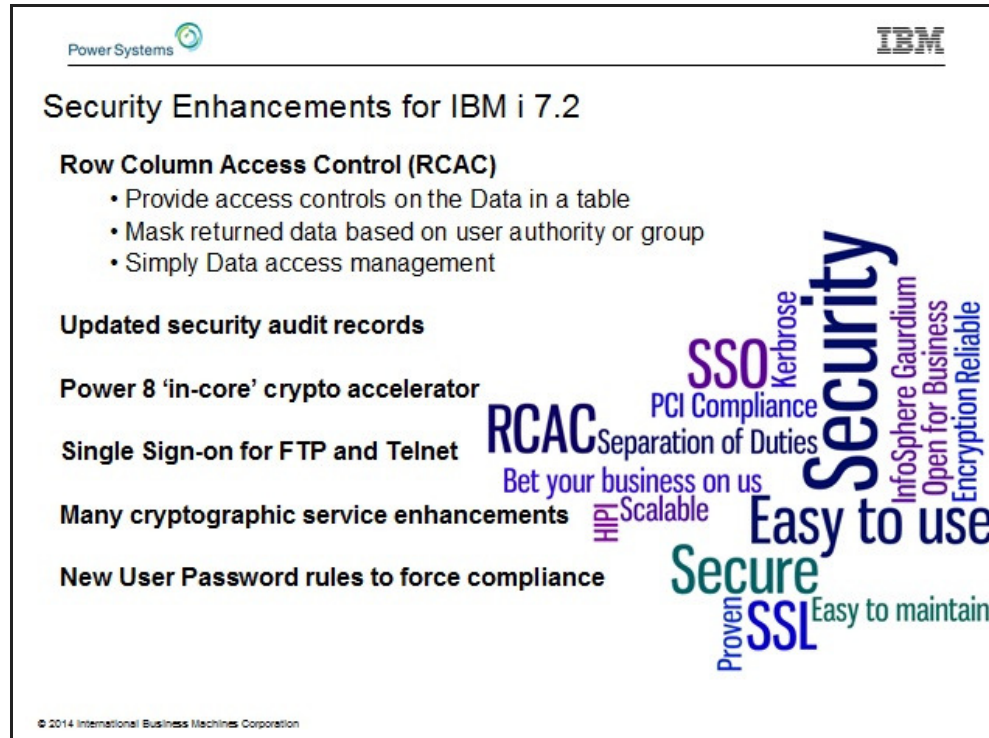 Power Systems
IBM
Security Enhancements for IBM i 7.2
Row Column Access Control (RCAC)
• Provide access controls on the Data in a table
• Mask returned data based on user authority or group
• Simply Data access management
Updated security audit records
Power 8 ‘in-core’ crypto accelerator
Single Sign-on for FTP and Telnet
Many cryptographic service enhancements
New User Password rules to force compliance
Security
SSO
Kerbrose
InfoSphere Gaurdium
Open for Business
Encryption
Reliable
PCI Compliance
RCAC
Separation of Duties
Bet your business on us
HIPI
Scalable
Easy to use
Secure
Proven
SSL
Easy to maintain
© 2014 International Business Machines Corporation